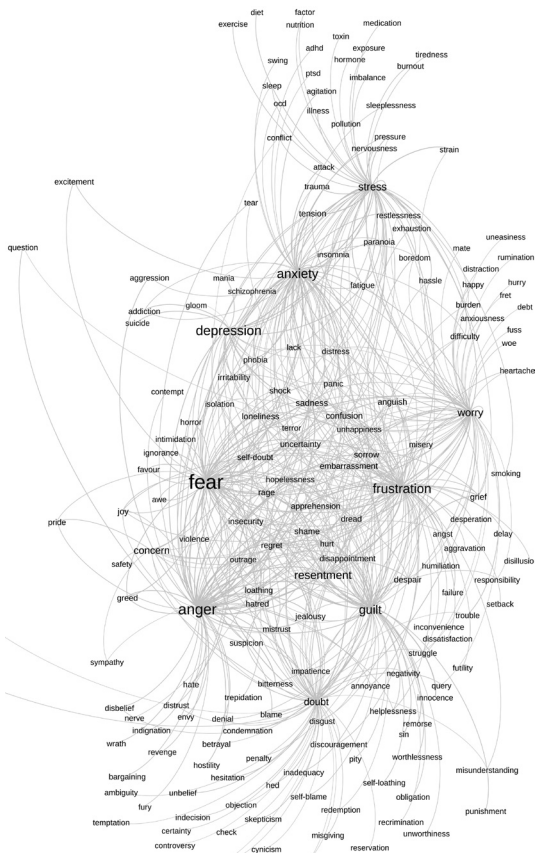 diet
factor
exercise
nutrition
medication
toxin
adhd
exposure
swing
hormone
tiredness
ptsd
imbalance
burnout
sleep
agitation
ocd
illness
sleeplessness
pollution
conflict
pressure
nervousness
strain
attack
excitement
trauma
stress
tear
tension
restlessness
exhaustion
uneasiness
question
paranoia
mate
insomnia
boredom
rumination
distraction
aggression
mania
anxiety
hassle
happy
hurry
schizophrenia
fatigue
fret
addiction
gloom
burden
debt
suicide
depression
anxiousness
fuss
difficulty
woe
lack
distress
phobia
heartache
irritability
panic
contempt
shock
isolation
sadness
anguish
loneliness
confusion
worry
horror
terror
unhappiness
intimidation
uncertainty
misery
ignorance
self-doubt
sorrow
favour
embarrassment
smoking
fear
hopelessness
frustration
rage
grief
awe
apprehension
joy
pride
insecurity
dread
desperation
shame
angst
delay
violence
hurt
concern
regret
aggravation
outrage
disappointment
disillusio
safety
humiliation
resentment
despair
responsibility
loathing
greed
hatred
failure
setback
anger
guilt
jealousy
trouble
mistrust
inconvenience
suspicion
dissatisfaction
struggle
sympathy
impatience
futility
negativity
hate
bitterness
annoyance
query
trepidation
innocence
disbelief
distrust
doubt
helplessness
nerve
envy
denial
blame
disgust
remorse
indignation
condemnation
sin
wrath
betrayal
discouragement
revenge
penalty
pity
worthlessness
hostility
inadequacy
misunderstanding
bargaining
hesitation
hed
self-loathing
ambiguity
unbelief
self-blame
obligation
fury
objection
redemption
punishment
temptation
indecision
skepticism
recrimination
certainty
check
misgiving
unworthiness
controversy
cynicism
reservation